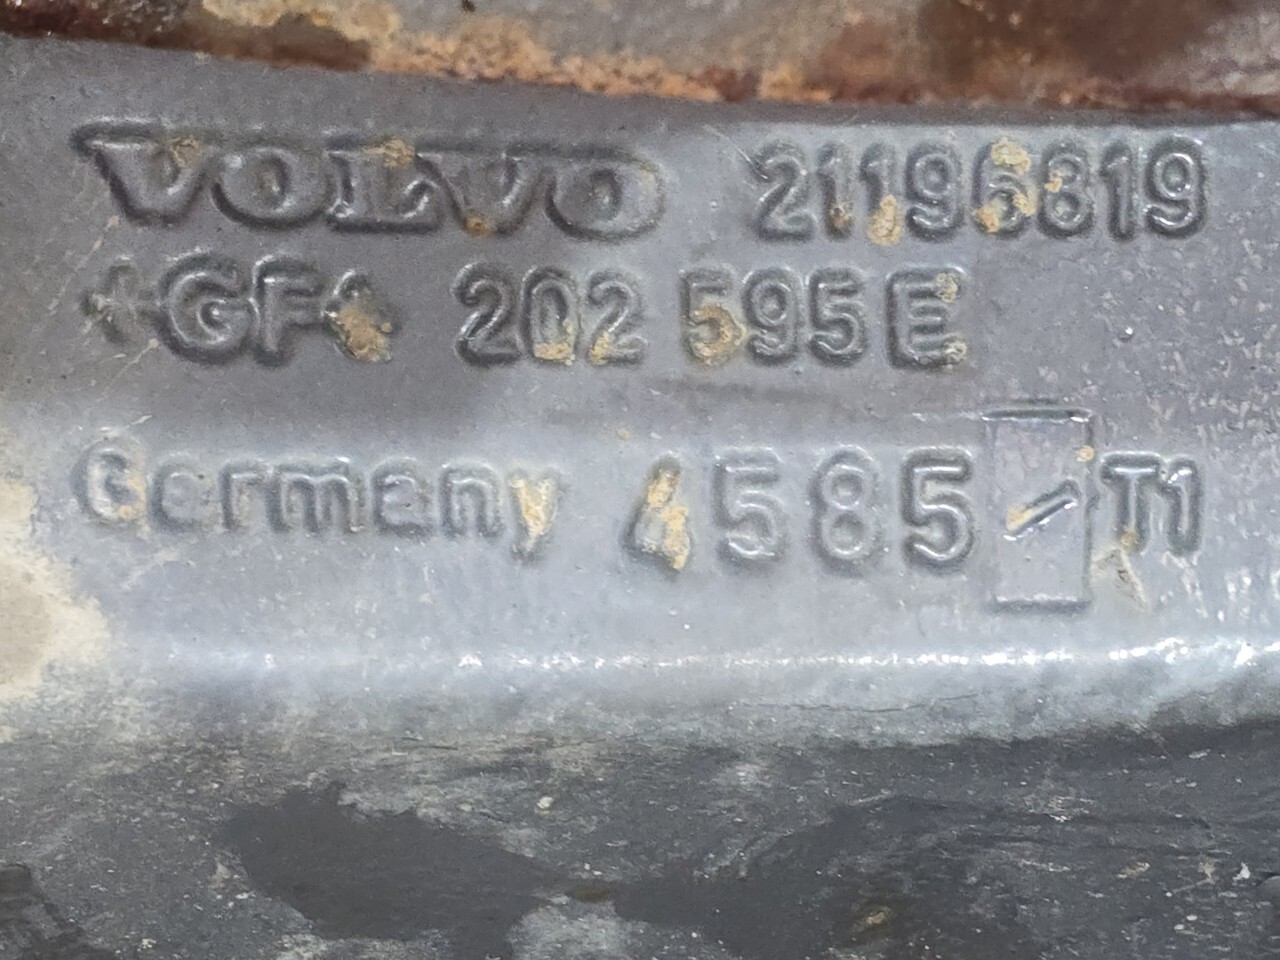 VOLVO 21196819
+GF+ 202 595 E
Germany 4585 T1